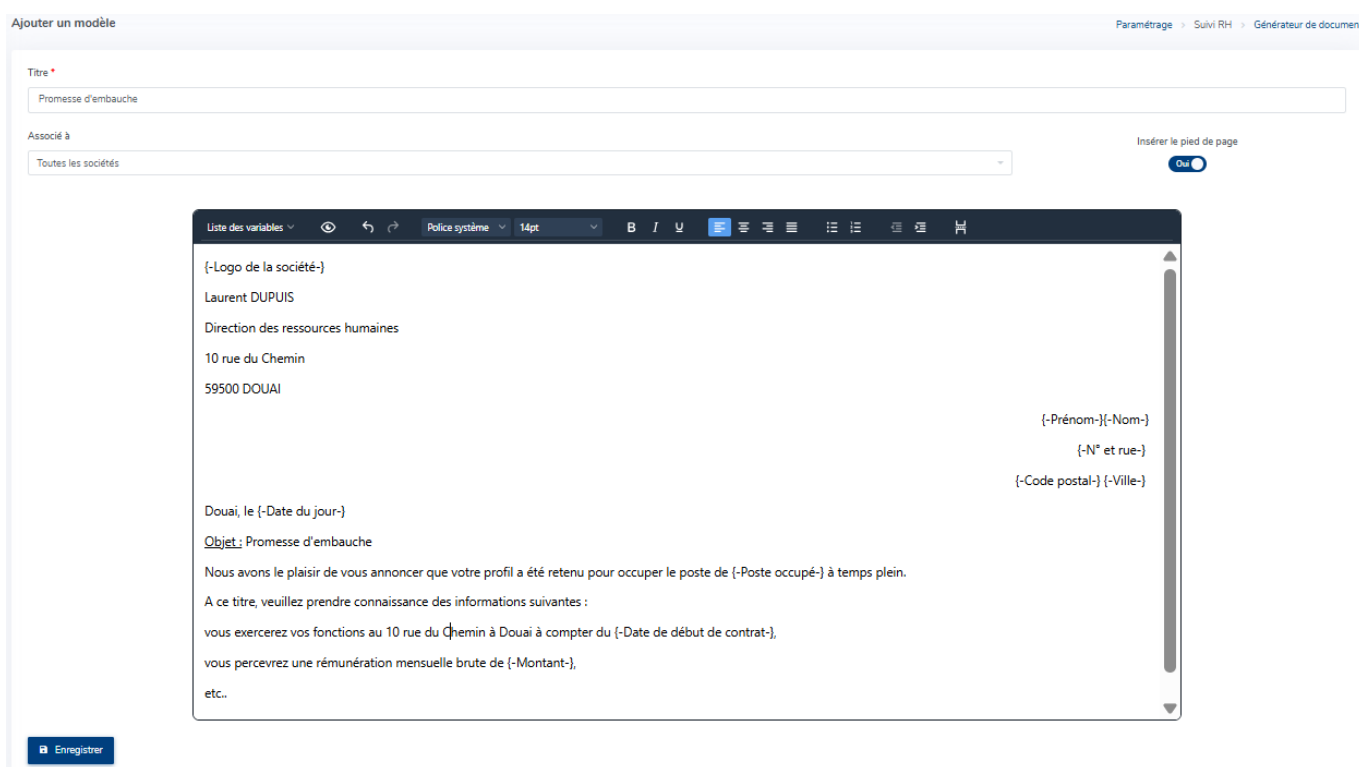 Ajouter un modèle
Paramétrage > Suivi RH > Générateur de documen
Titre *
Promesse d'embauche
Associé à
Insérer le pied de page
Toutes les sociétés
Oui
Liste des variables Police système 14pt B I U
{-Logo de la société-}
Laurent DUPUIS
Direction des ressources humaines
10 rue du Chemin
59500 DOUAI
{-Prénom-}{-Nom-}
{-N° et rue-}
{-Code postal-} {-Ville-}
Douai, le {-Date du jour-}
Objet : Promesse d'embauche
Nous avons le plaisir de vous annoncer que votre profil a été retenu pour occuper le poste de {-Poste occupé-} à temps plein.
A ce titre, veuillez prendre connaissance des informations suivantes :
vous exercerez vos fonctions au 10 rue du Chemin à Douai à compter du {-Date de début de contrat-},
vous percevrez une rémunération mensuelle brute de {-Montant-},
etc..
Enregistrer